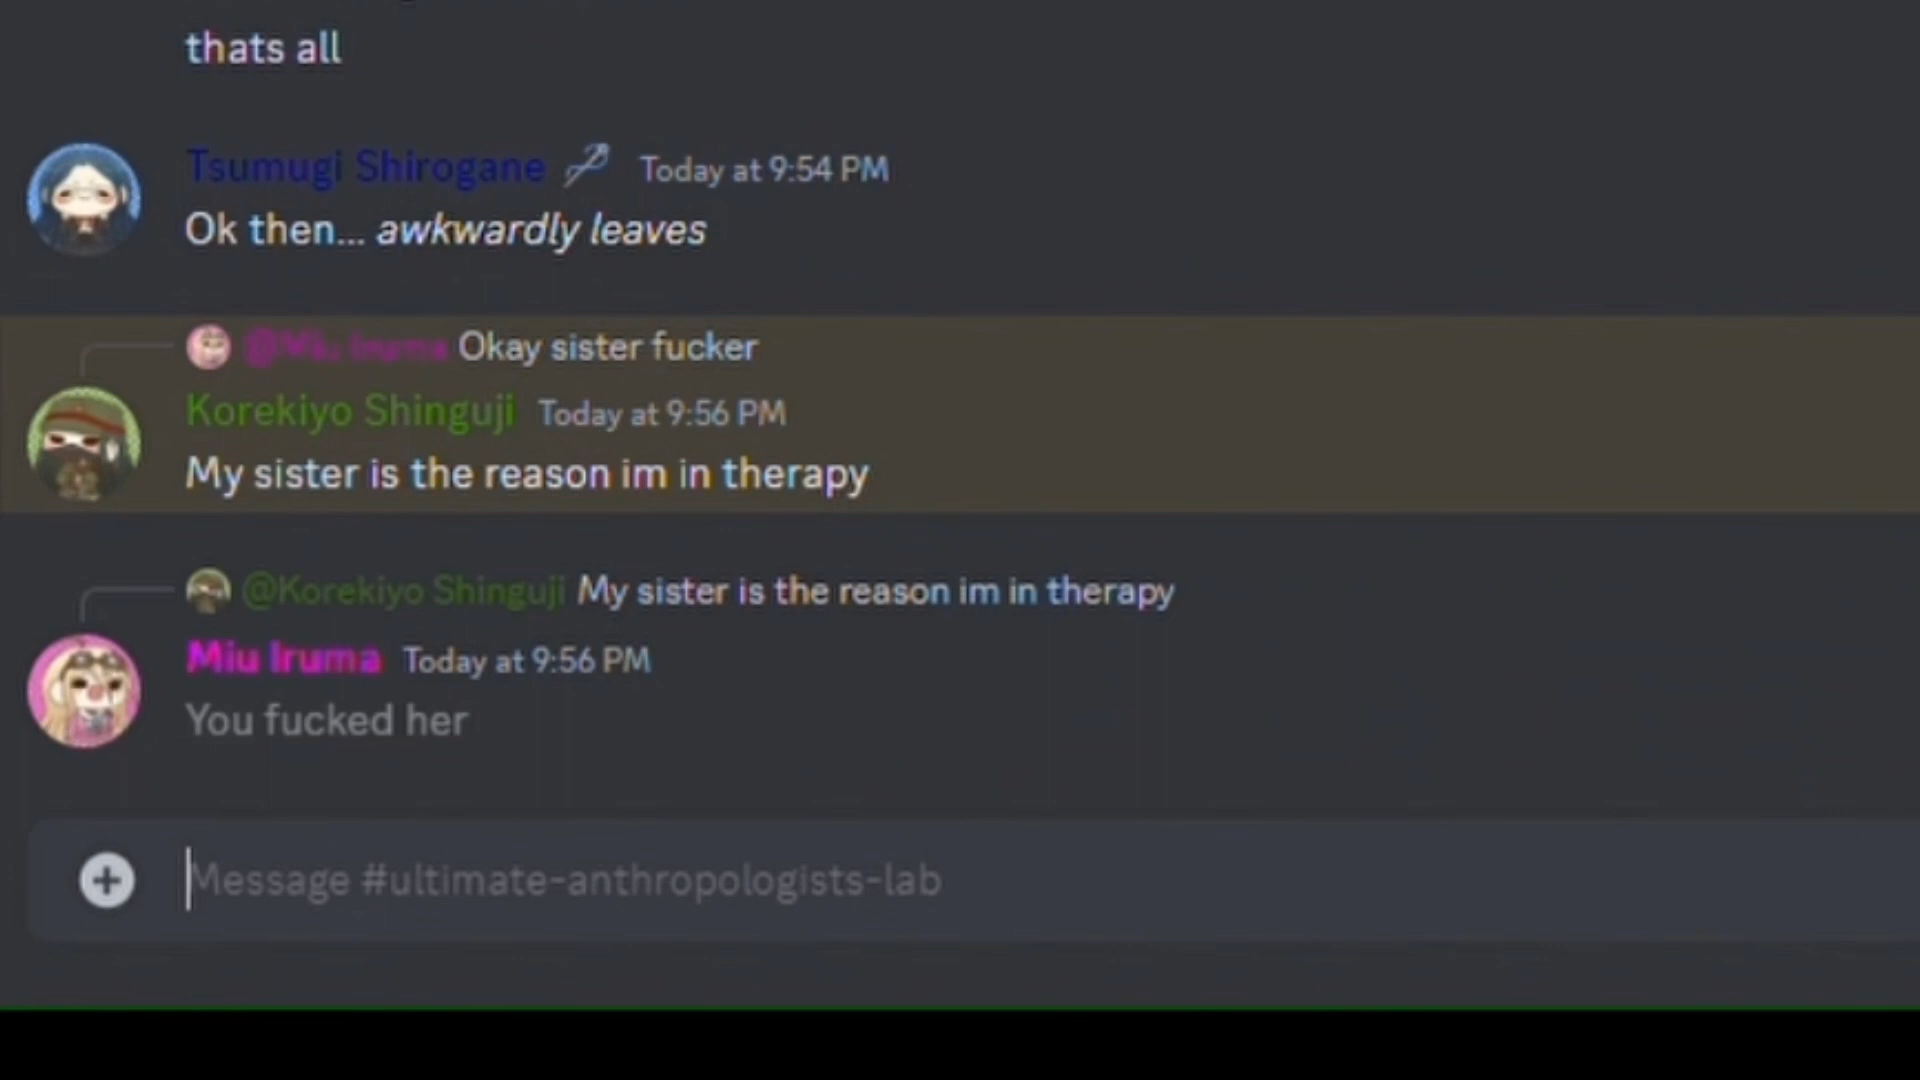 thats all
Tsumugi Shirogane Today at 9:54 PM
Ok then... awkwardly leaves
@Miu Iruma Okay sister fucker
Korekiyo Shinguji Today at 9:56 PM
My sister is the reason im in therapy
@Korekiyo Shinguji My sister is the reason im in therapy
Miu Iruma Today at 9:56 PM
You fucked her
Message #ultimate-anthropologists-lab